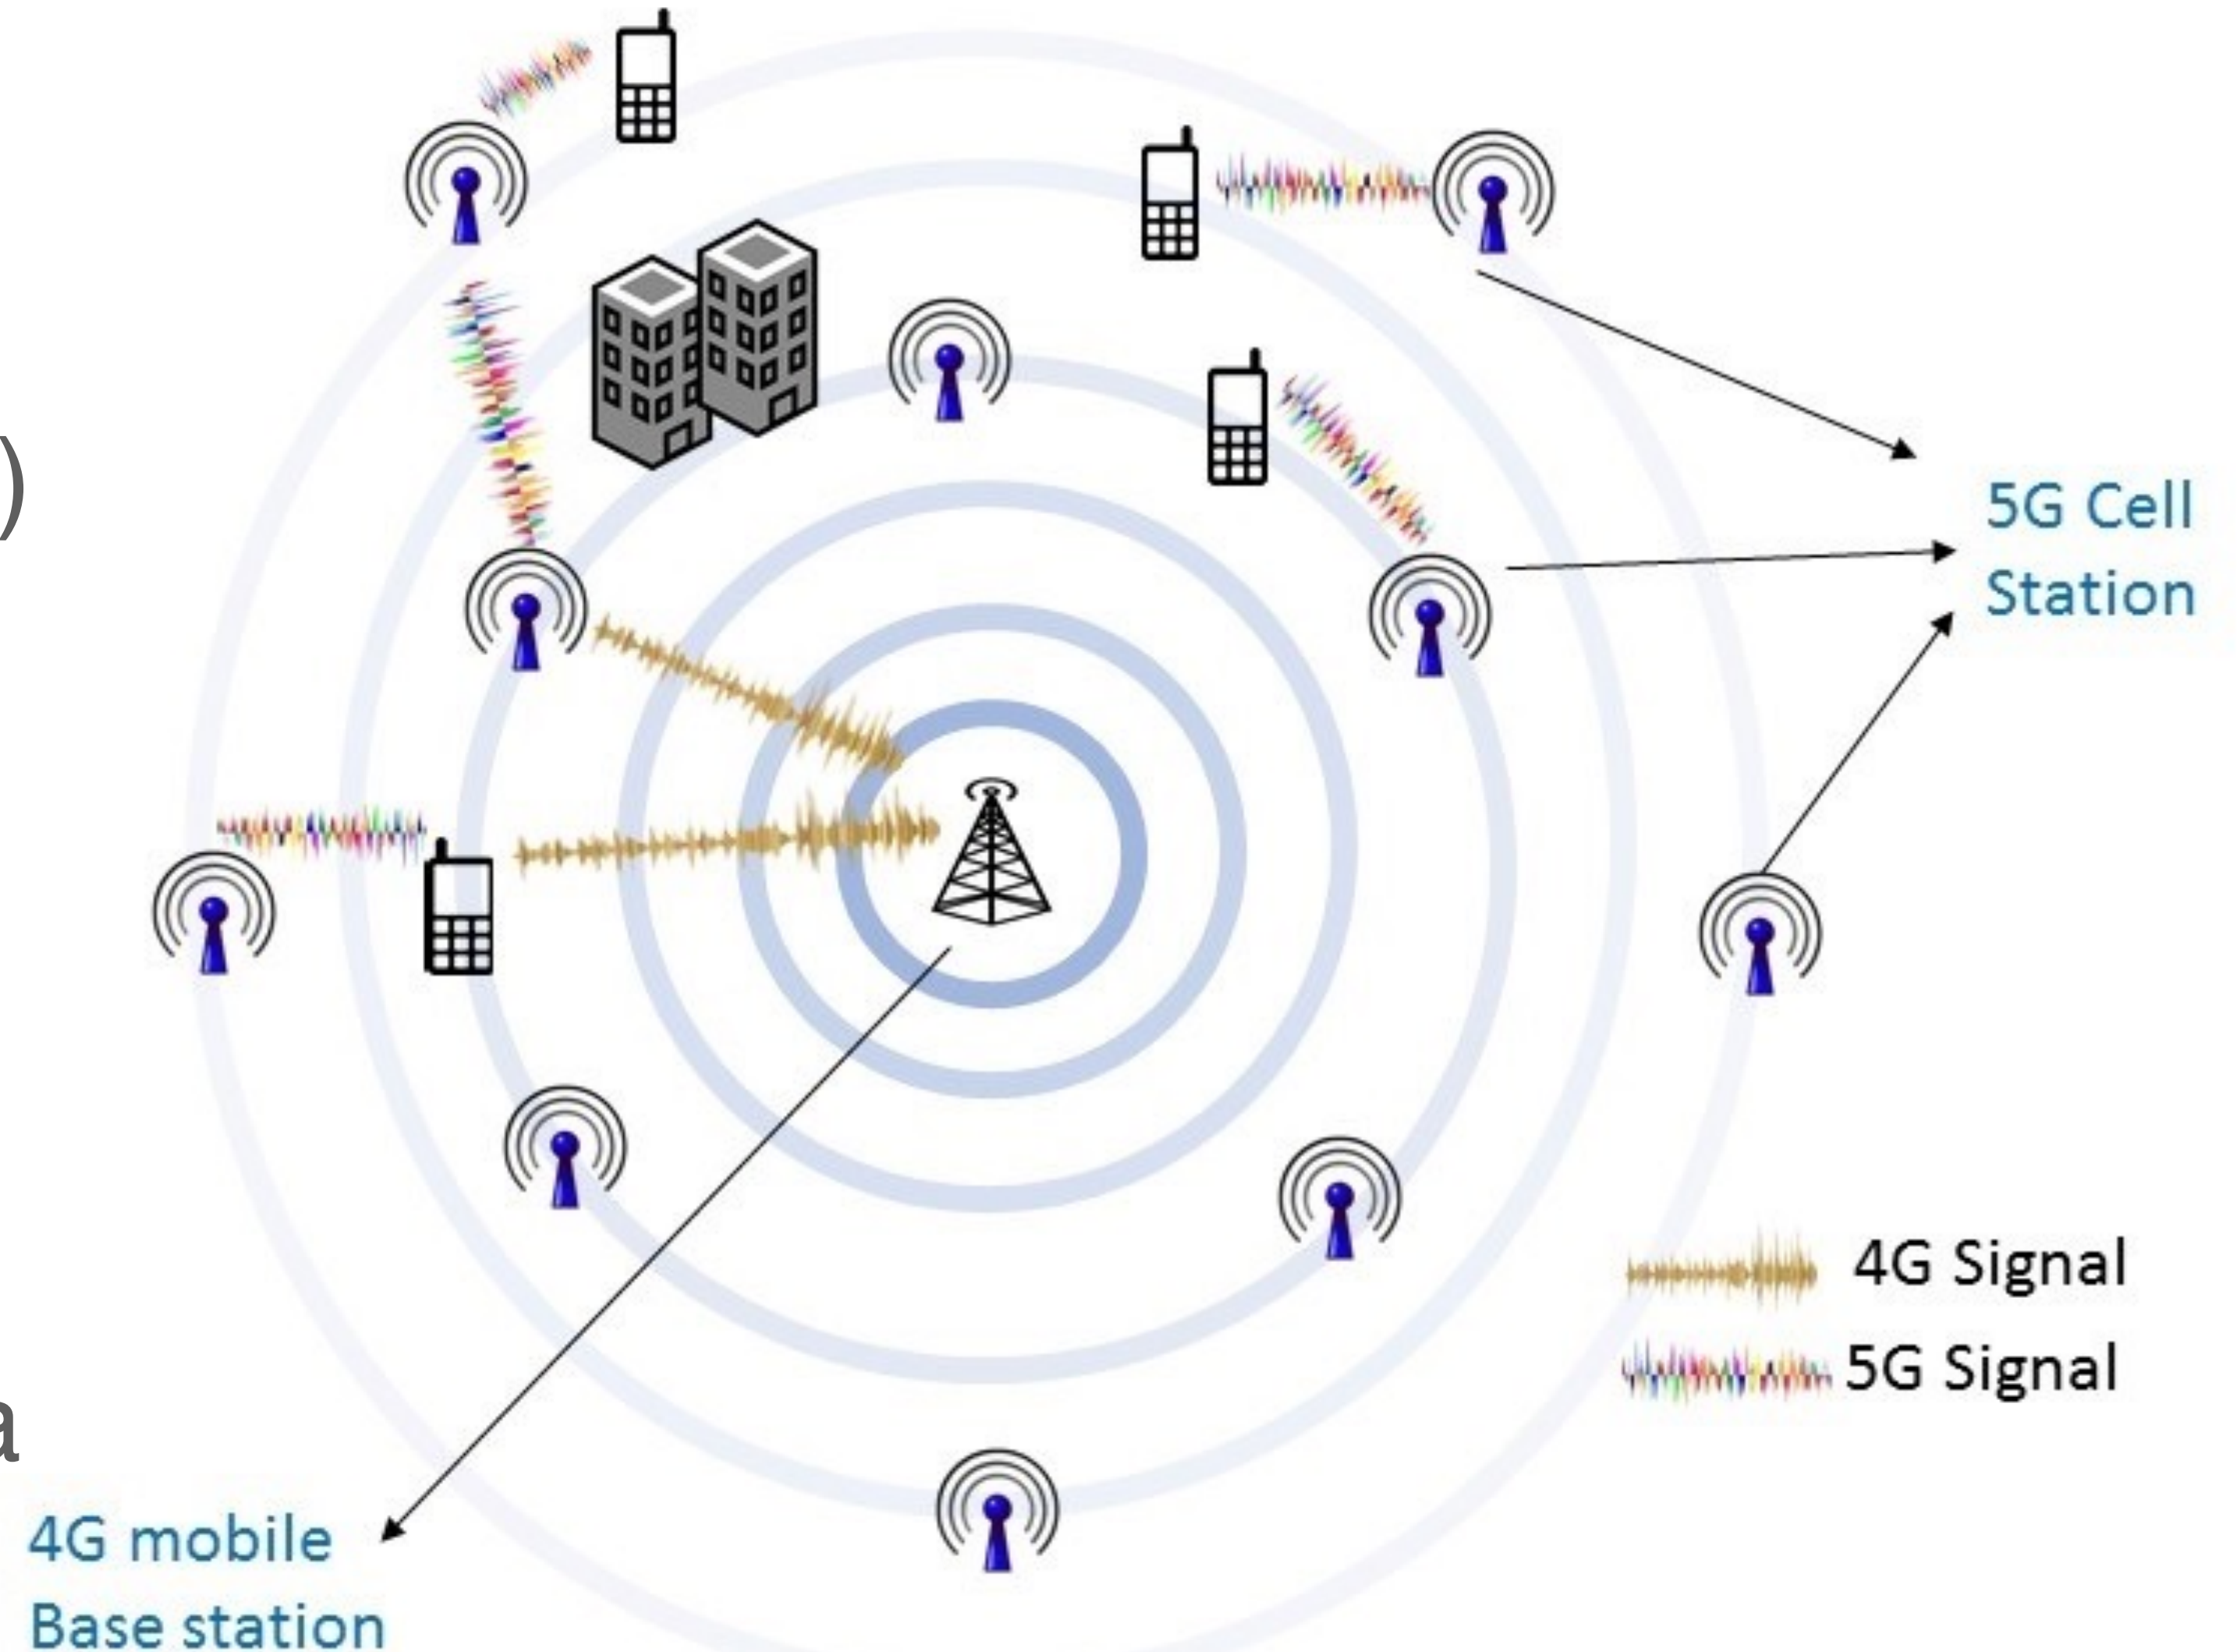 )
5G Cell
Station
4G Signal
5G Signal
a
4G mobile
Base station